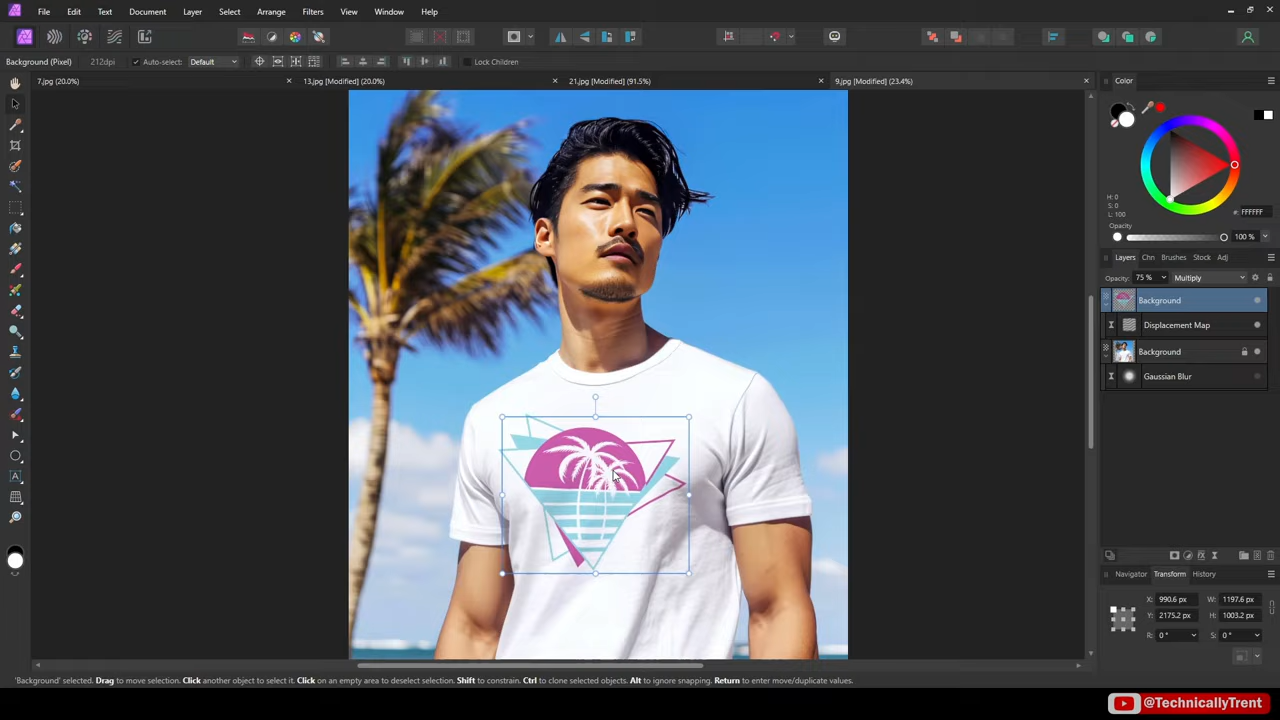 File Edit Text Document Layer Select Arrange Filters View Window Help
Background (Pixel) 212dpi Auto-select: Default Lock Children
7.jpg (20.0%) 13.jpg [Modified] (20.0%) 21.jpg [Modified] (91.5%) 9.jpg [Modified] (23.4%)
Color
H: 0
S: 0
L: 100
#: FFFFFF
Opacity
100 %
Layers Chn Brushes Stock Adj
Opacity: 75 % Multiply
Background
Displacement Map
Background
Gaussian Blur
Navigator Transform History
X: 990.6 px W: 1197.6 px
Y: 2175.2 px H: 1003.2 px
R: 0 ° S: 0 °
'Background' selected. Drag to move selection. Click another object to select it. Click on an empty area to deselect selection. Shift to constrain. Ctrl to clone selected objects. Alt to ignore snapping. Return to enter move/duplicate values.
@TechnicallyTrent